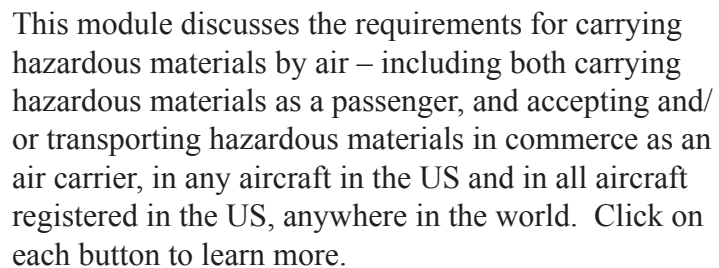 This module discusses the requirements for carrying
hazardous materials by air – including both carrying
hazardous materials as a passenger, and accepting and/
or transporting hazardous materials in commerce as an
air carrier, in any aircraft in the US and in all aircraft
registered in the US, anywhere in the world.  Click on
each button to learn more.